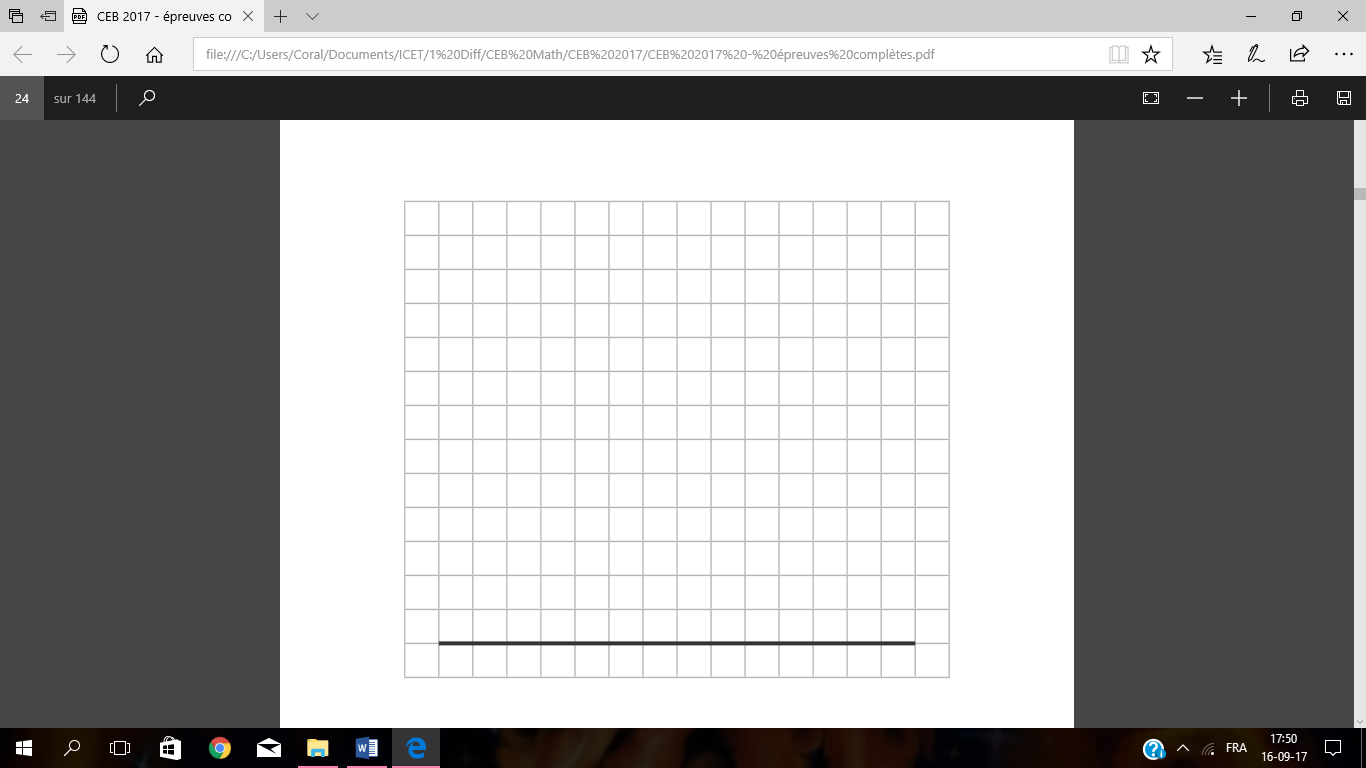 CEB 2017 - épreuves co
file:///C:/Users/Coral/Documents/ICET/1%20Diff/CEB%20Math/CEB%202017/CEB%202017%20-%20épreuves%20complètes.pdf
24 sur 144
FRA
17:50
16-09-17